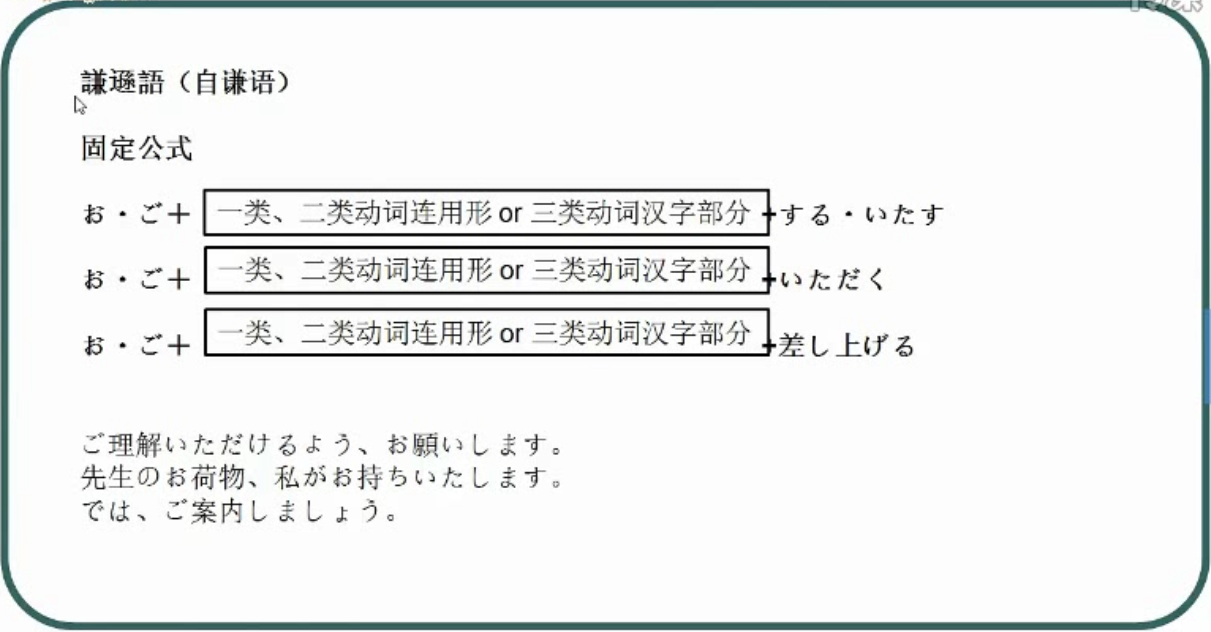 謙遜語（自谦语）
固定公式
お・ご＋ 一类、二类动词连用形 or 三类动词汉字部分 +する・いたす
お・ご＋ 一类、二类动词连用形 or 三类动词汉字部分 +いただく
お・ご＋ 一类、二类动词连用形 or 三类动词汉字部分 +差し上げる
ご理解いただけるよう、お願いします。
先生のお荷物、私がお持ちいたします。
では、ご案内しましょう。